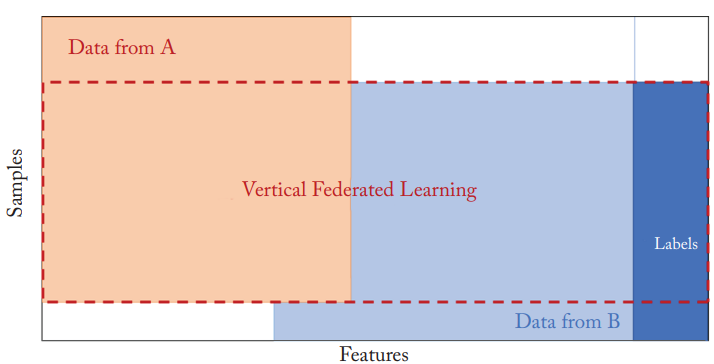 Data from A
Samples
Vertical Federated Learning
Labels
Data from B
Features